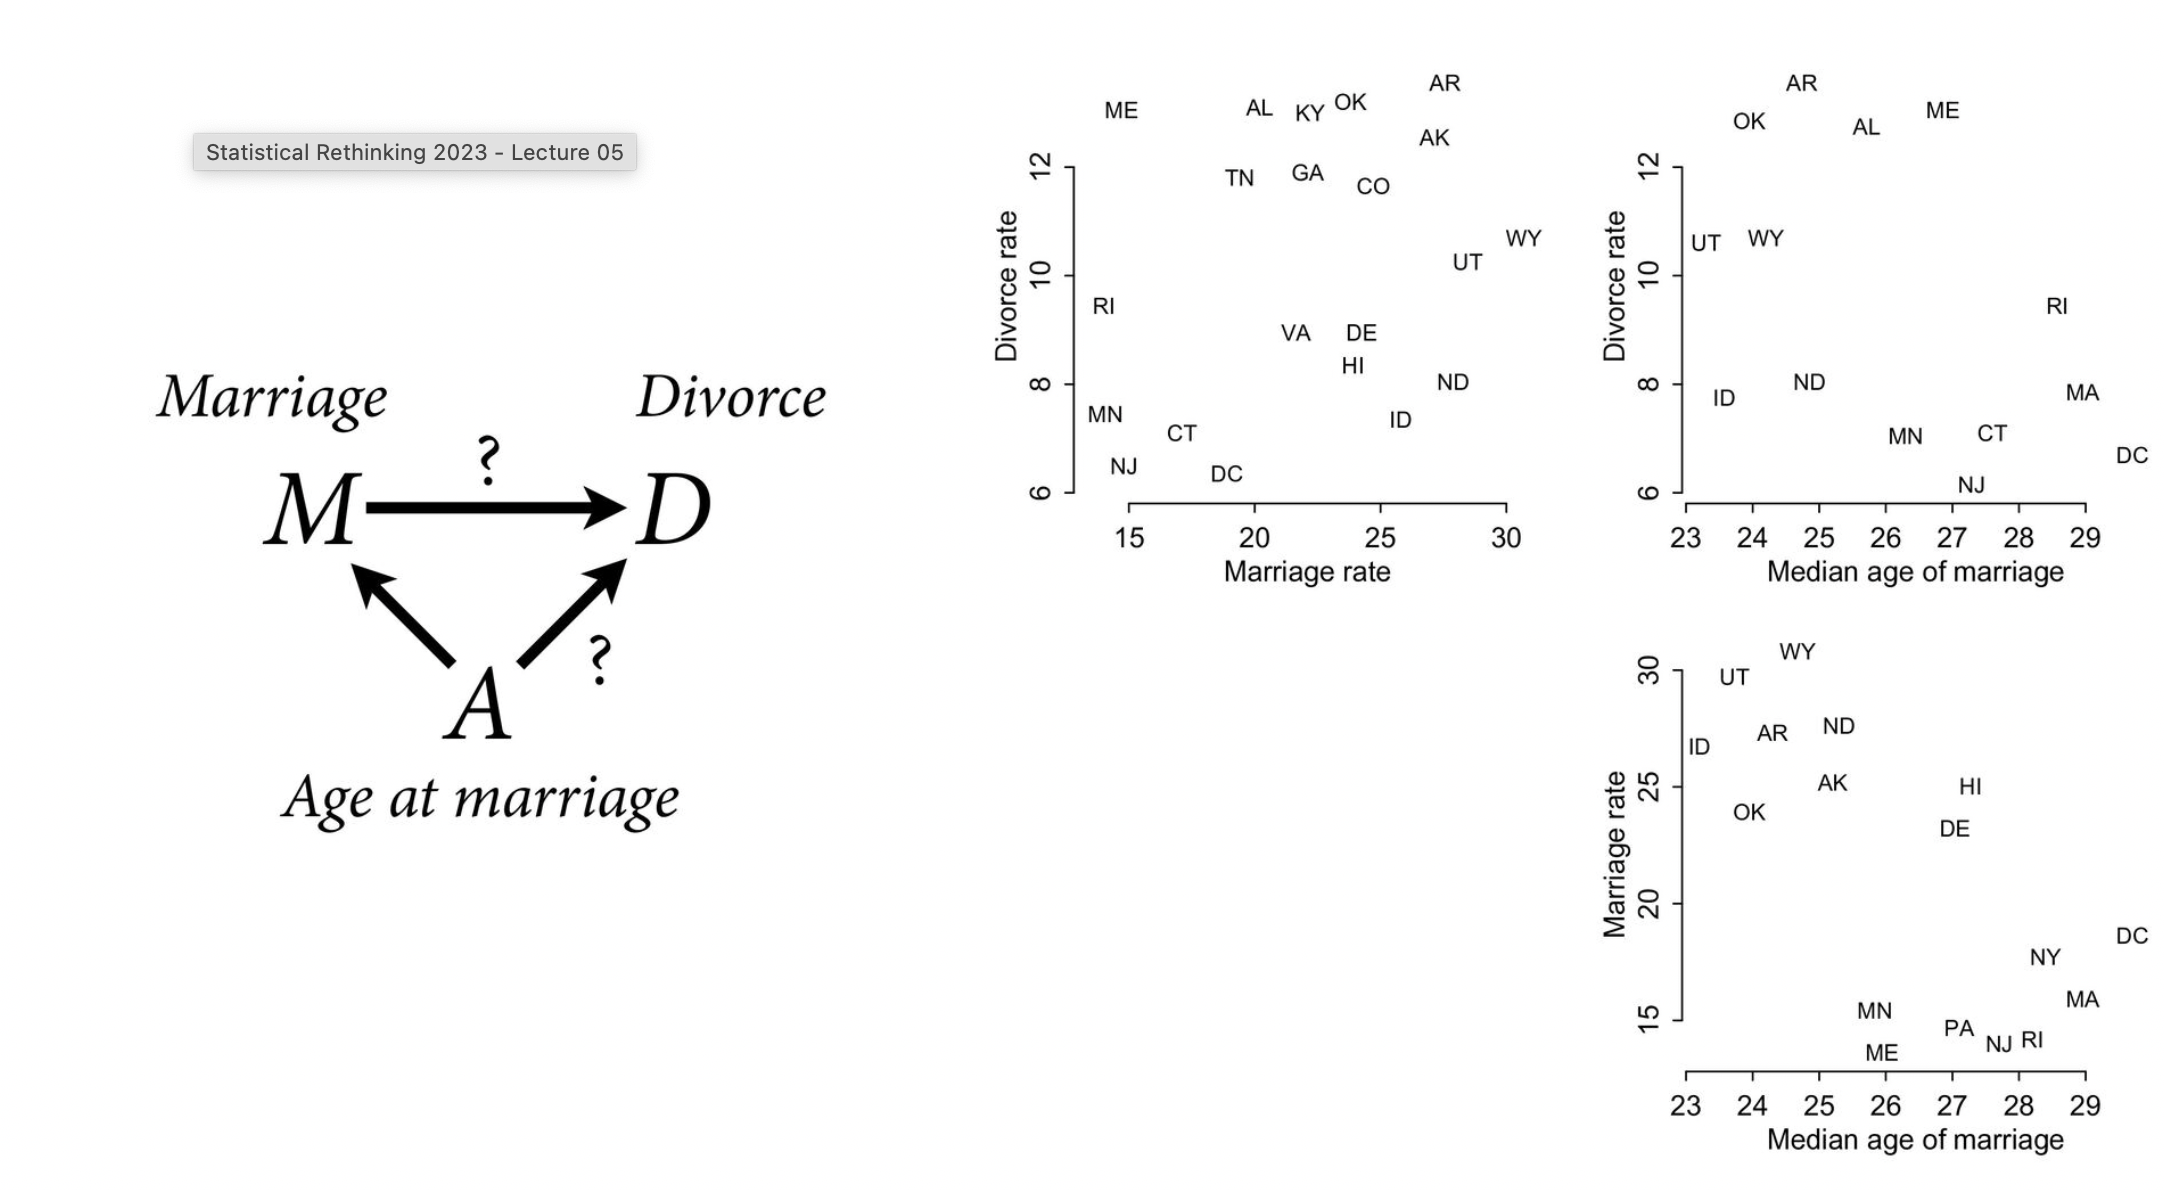 Statistical Rethinking 2023 - Lecture 05
Marriage
Divorce
?
M
D
?
A
Age at marriage
ME
AL
KY
OK
AR
AK
TN
GA
CO
WY
UT
RI
VA
DE
HI
ND
MN
CT
ID
NJ
DC
12
10
8
6
Divorce rate
15 20 25 30
Marriage rate
AR
OK
AL
ME
UT
WY
RI
ID
ND
MA
MN
CT
DC
NJ
12
10
8
6
Divorce rate
23 24 25 26 27 28 29
Median age of marriage
WY
UT
ID
AR
ND
AK
HI
OK
DE
DC
NY
MN
MA
PA
NJ
RI
ME
30
25
20
15
Marriage rate
23 24 25 26 27 28 29
Median age of marriage